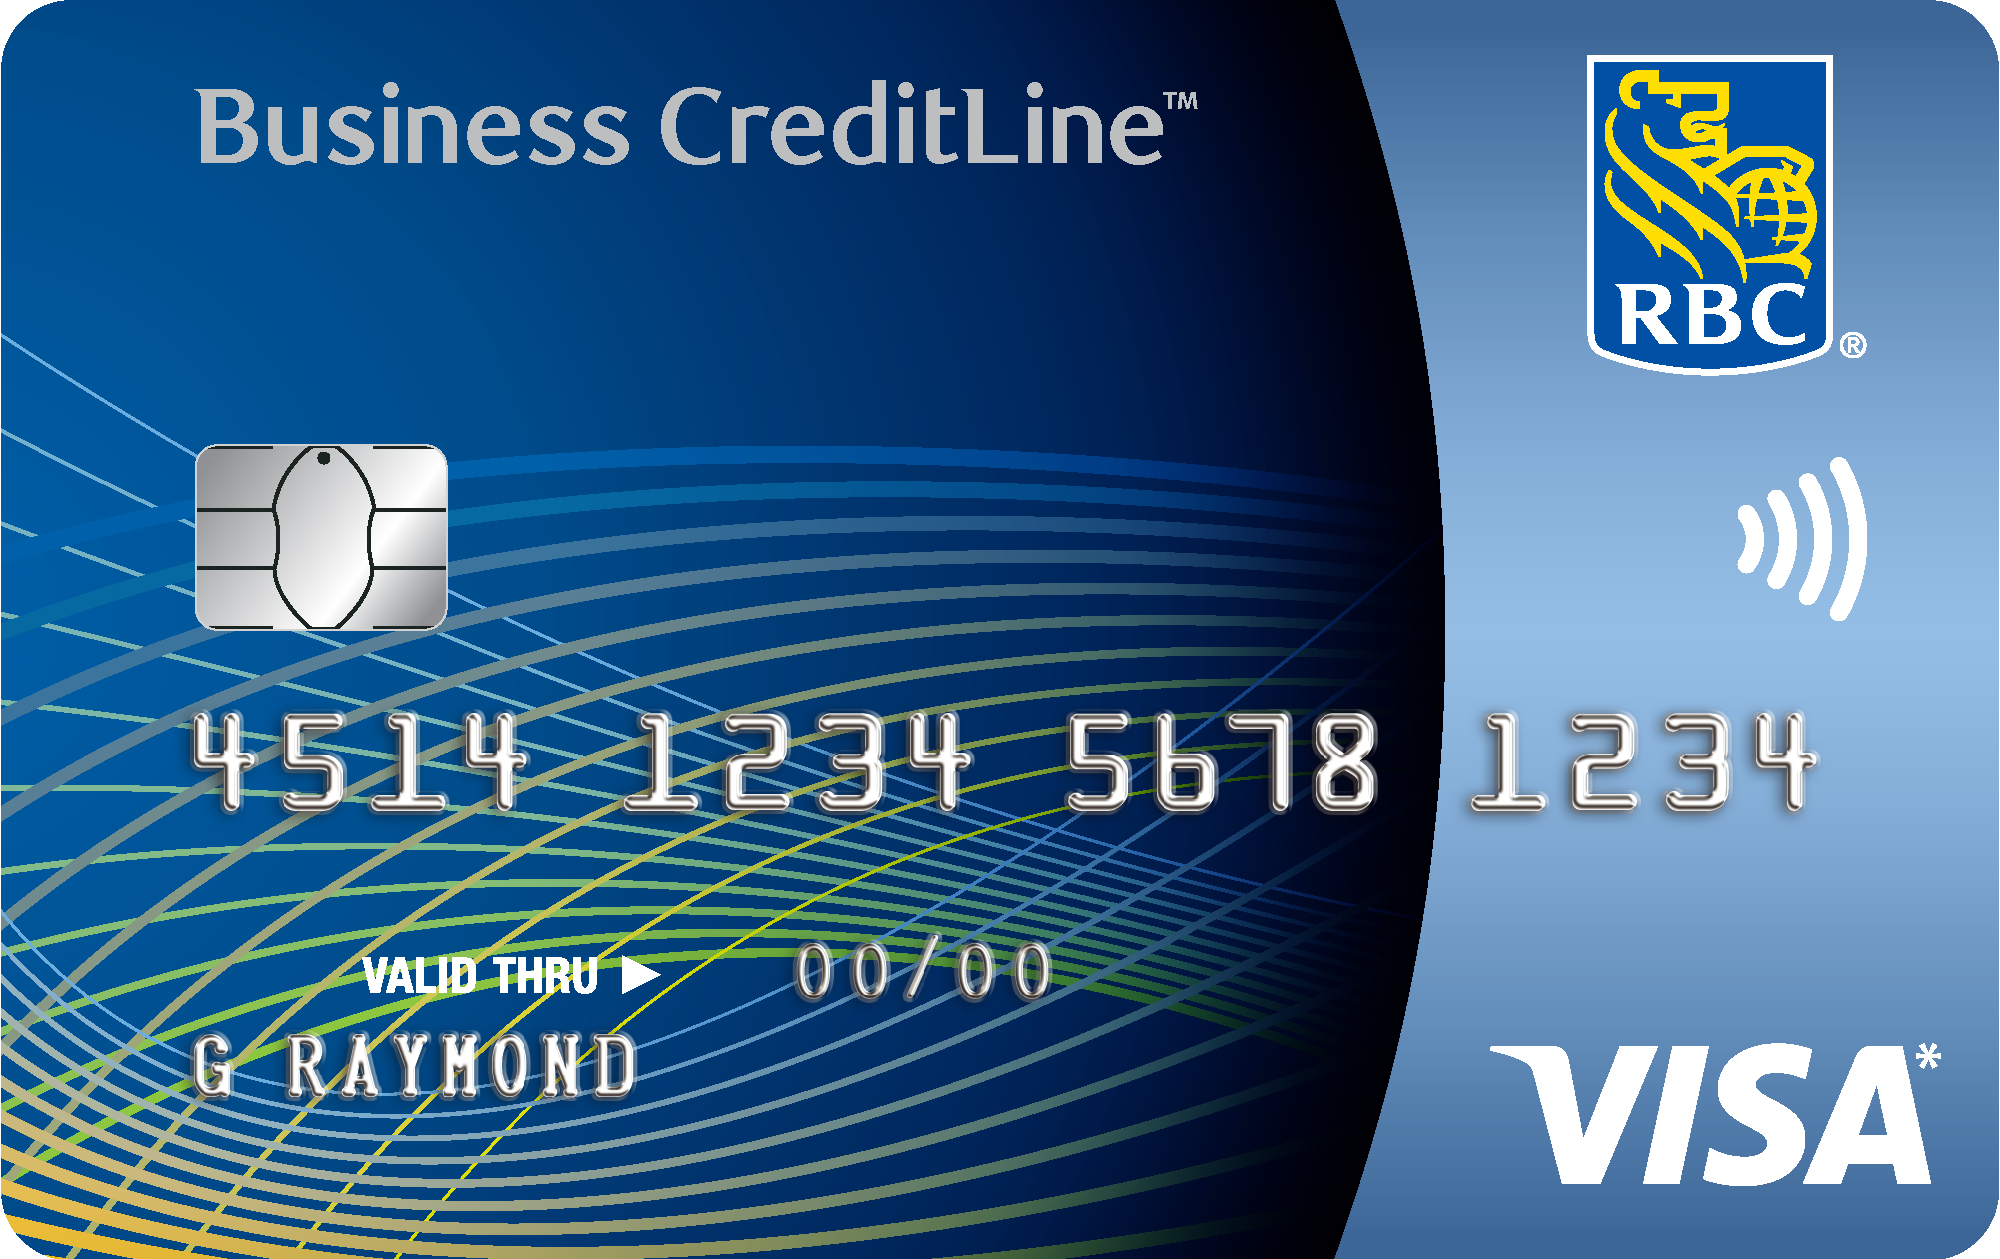 Business CreditLine™
RBC®
4514 1234 5678 1234
VALID THRU ▶ 00/00
G RAYMOND
VISA*